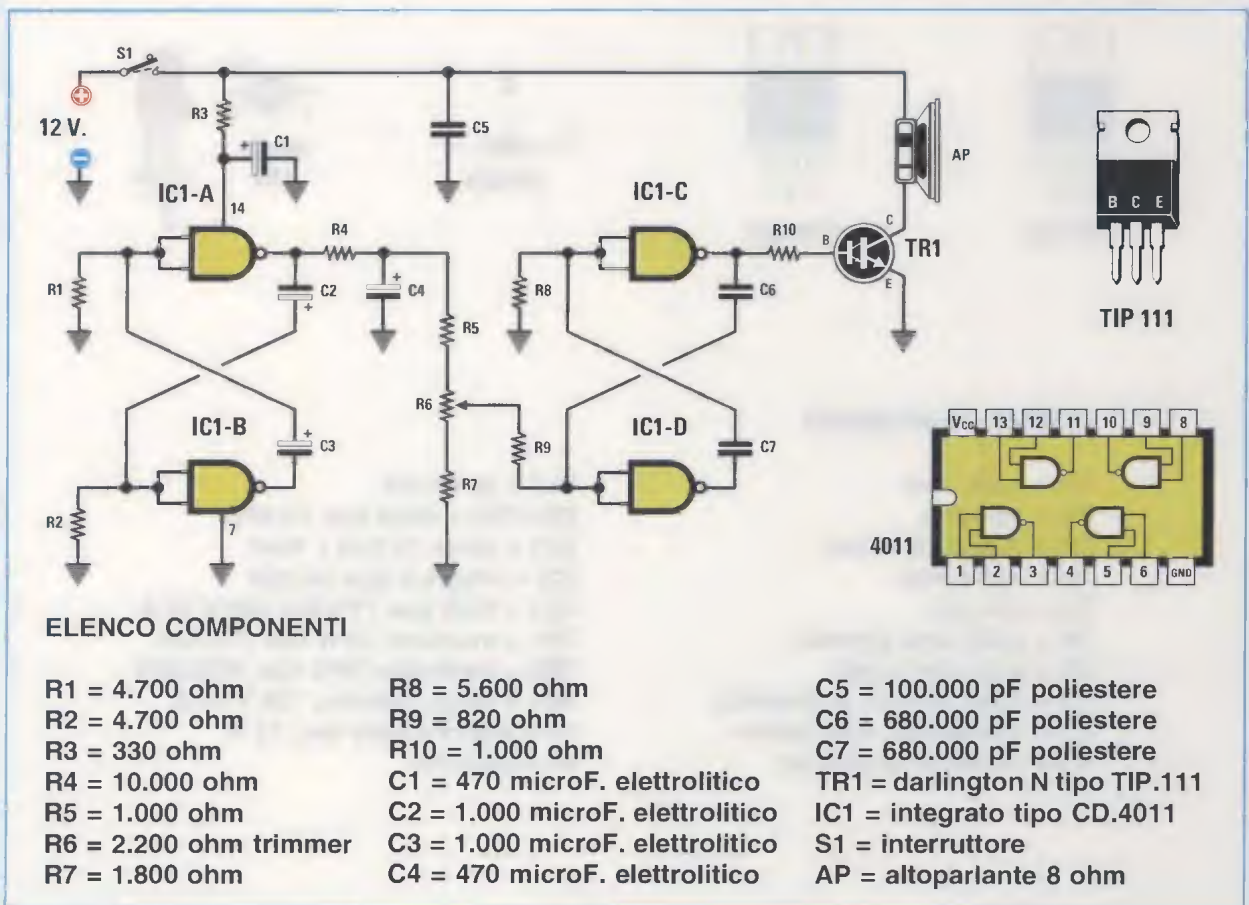 S1
12 V.
R3
C1
C5
AP
IC1-A
14
R4
R1
C2
C4
R5
IC1-C
R10
C
B
TR1
E
R8
C6
B C E
TIP 111
R6
IC1-B
C3
R9
IC1-D
C7
R7
R2
7
VCC 13 12 11 10 9 8
4011
1 2 3 4 5 6 GND
ELENCO COMPONENTI
R1 = 4.700 ohm
R2 = 4.700 ohm
R3 = 330 ohm
R4 = 10.000 ohm
R5 = 1.000 ohm
R6 = 2.200 ohm trimmer
R7 = 1.800 ohm
R8 = 5.600 ohm
R9 = 820 ohm
R10 = 1.000 ohm
C1 = 470 microF. elettrolitico
C2 = 1.000 microF. elettrolitico
C3 = 1.000 microF. elettrolitico
C4 = 470 microF. elettrolitico
C5 = 100.000 pF poliestere
C6 = 680.000 pF poliestere
C7 = 680.000 pF poliestere
TR1 = darlington N tipo TIP.111
IC1 = integrato tipo CD.4011
S1 = interruttore
AP = altoparlante 8 ohm